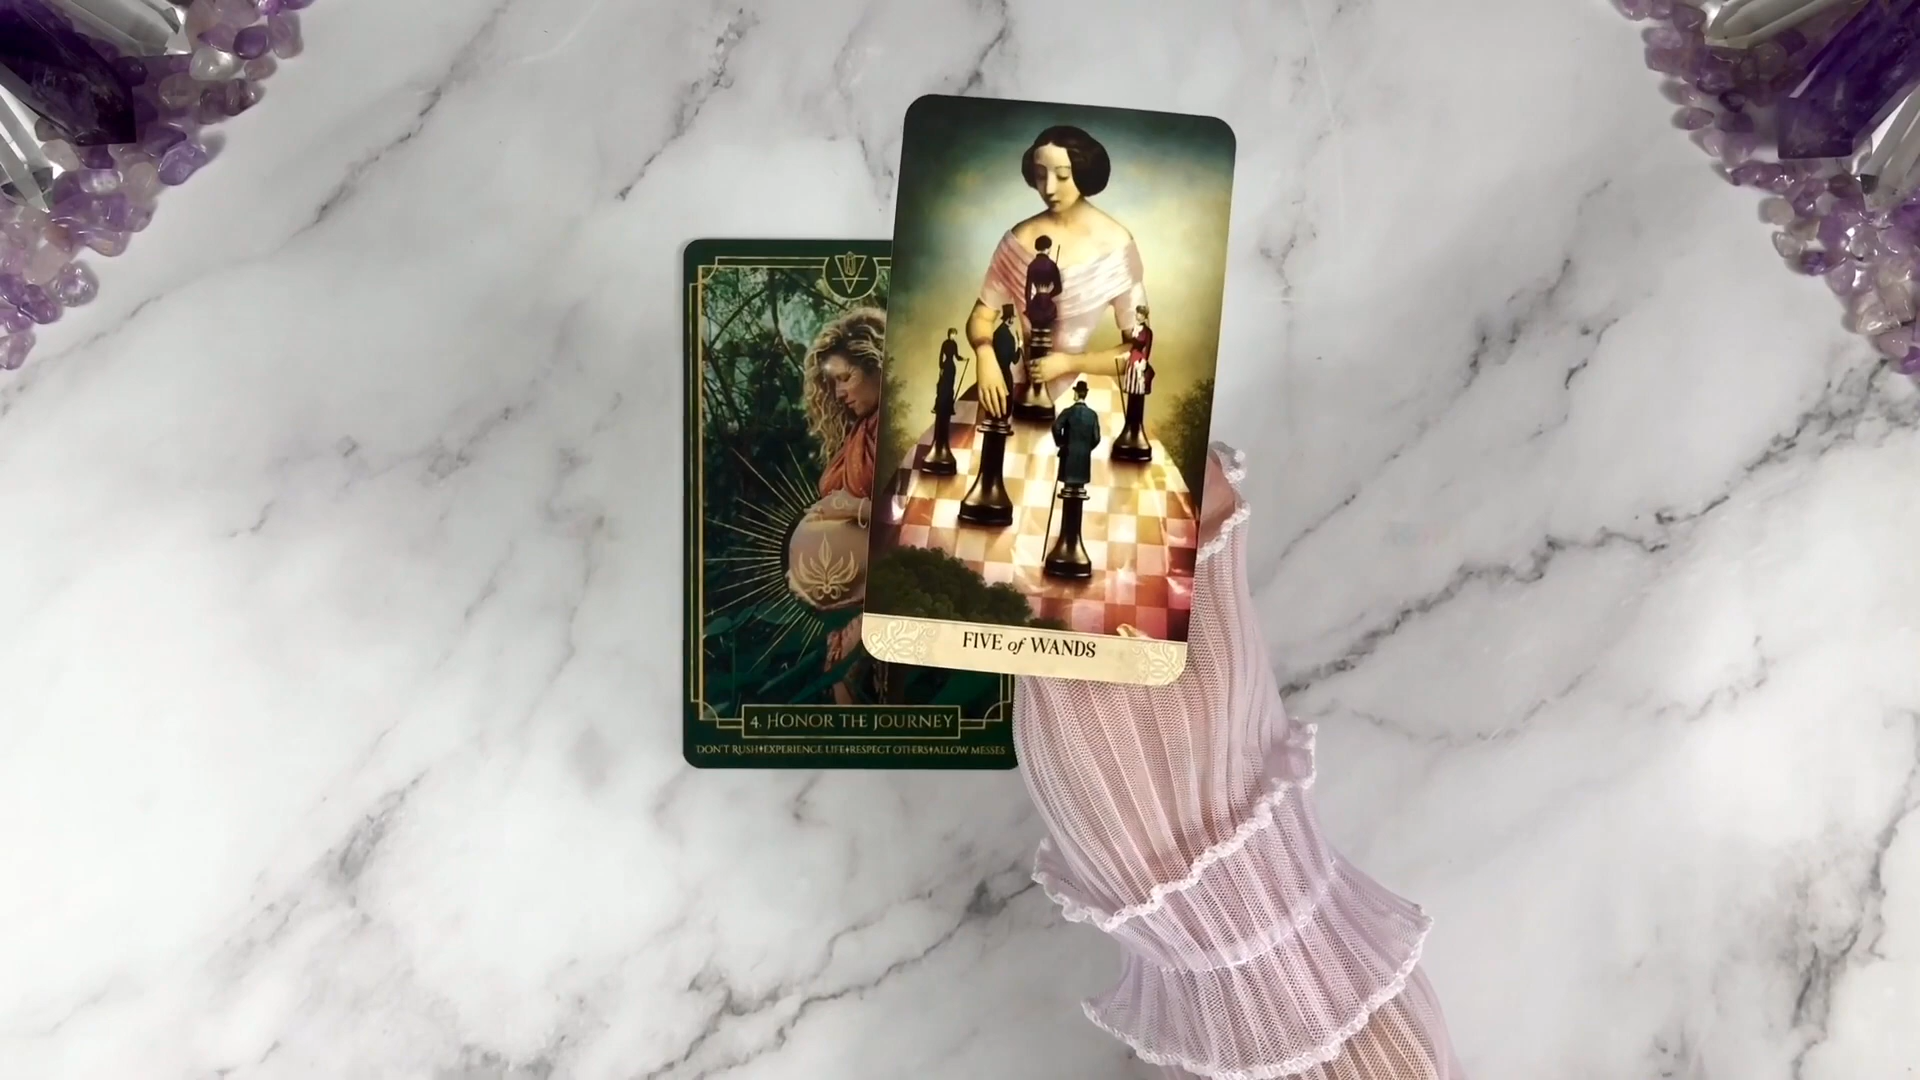 FIVE of WANDS
4. HONOR THE JOURNEY
DON'T RUSH♦EXPERIENCE LIFE♦RESPECT OTHERS♦ALLOW MESSES